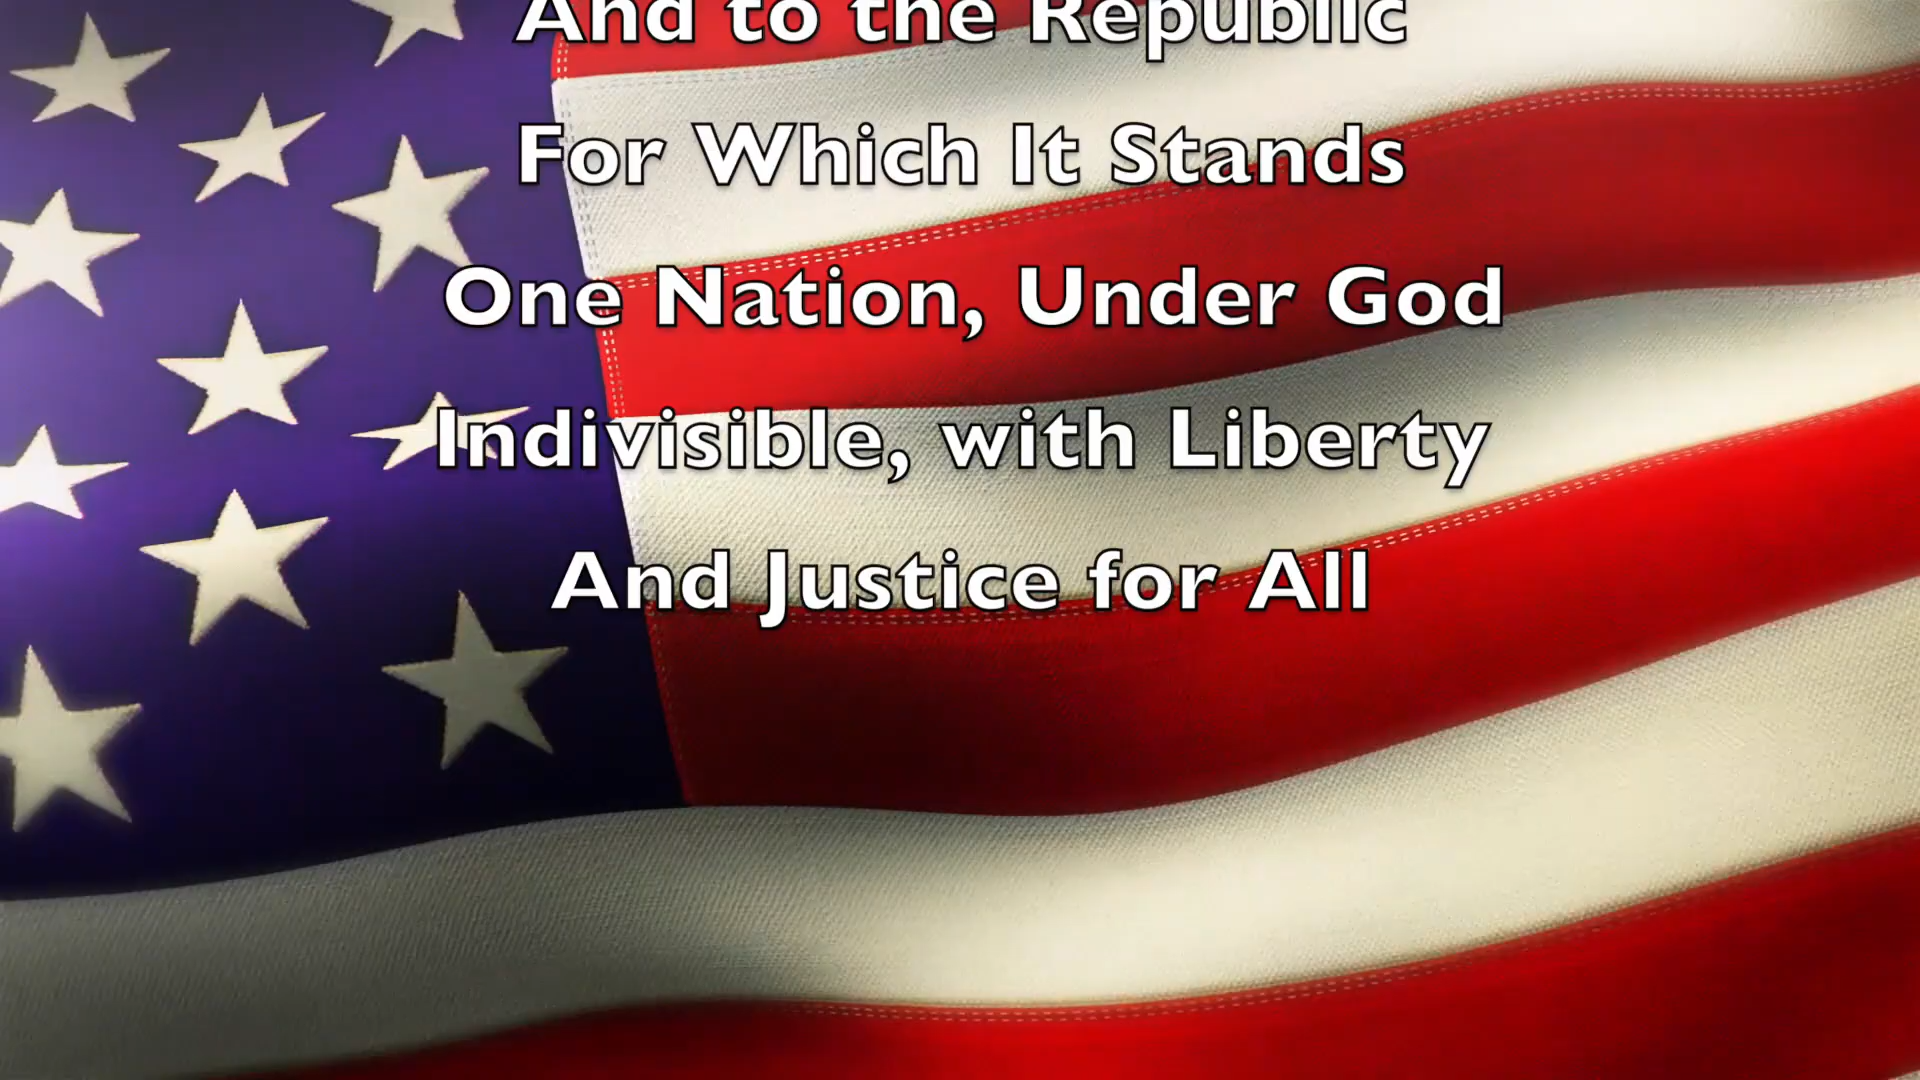 And to the Republic
For Which It Stands
One Nation, Under God
Indivisible, with Liberty
And Justice for All